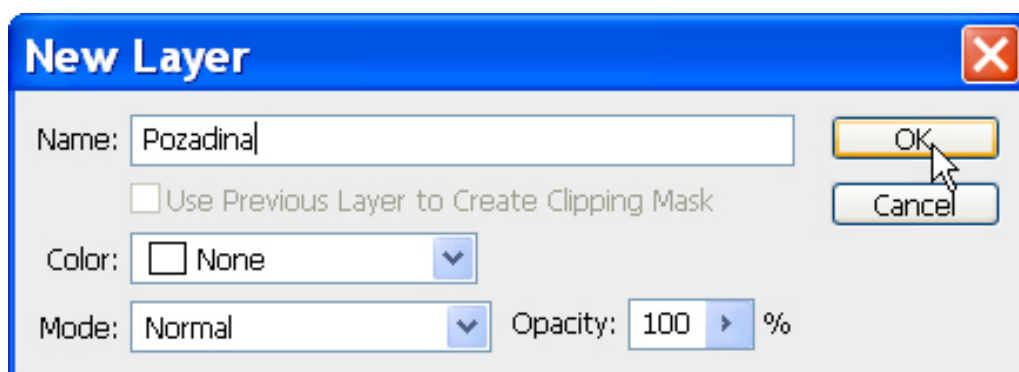 New Layer
Name: Pozadina OK
Use Previous Layer to Create Clipping Mask Cancel
Color: None
Mode: Normal Opacity: 100 %